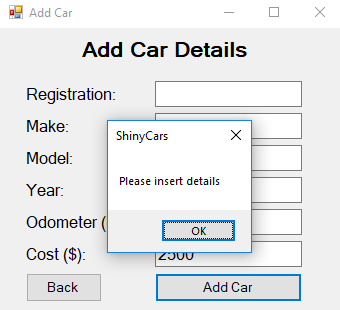 Add Car
Add Car Details
Registration:
Make:
ShinyCars
Model:
Please insert details
Year:
Odometer (
OK
Cost ($): 2500
Back
Add Car